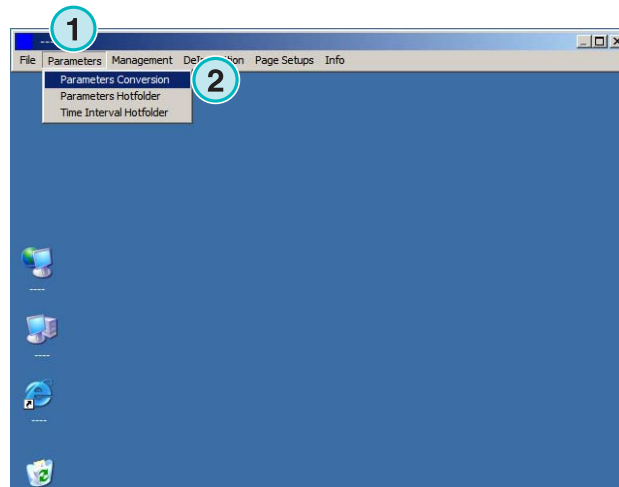 1
----
File Parameters Management Page Setups Info
Parameters Conversion
2
Parameters Hotfolder
Time Interval Hotfolder
----
----
----